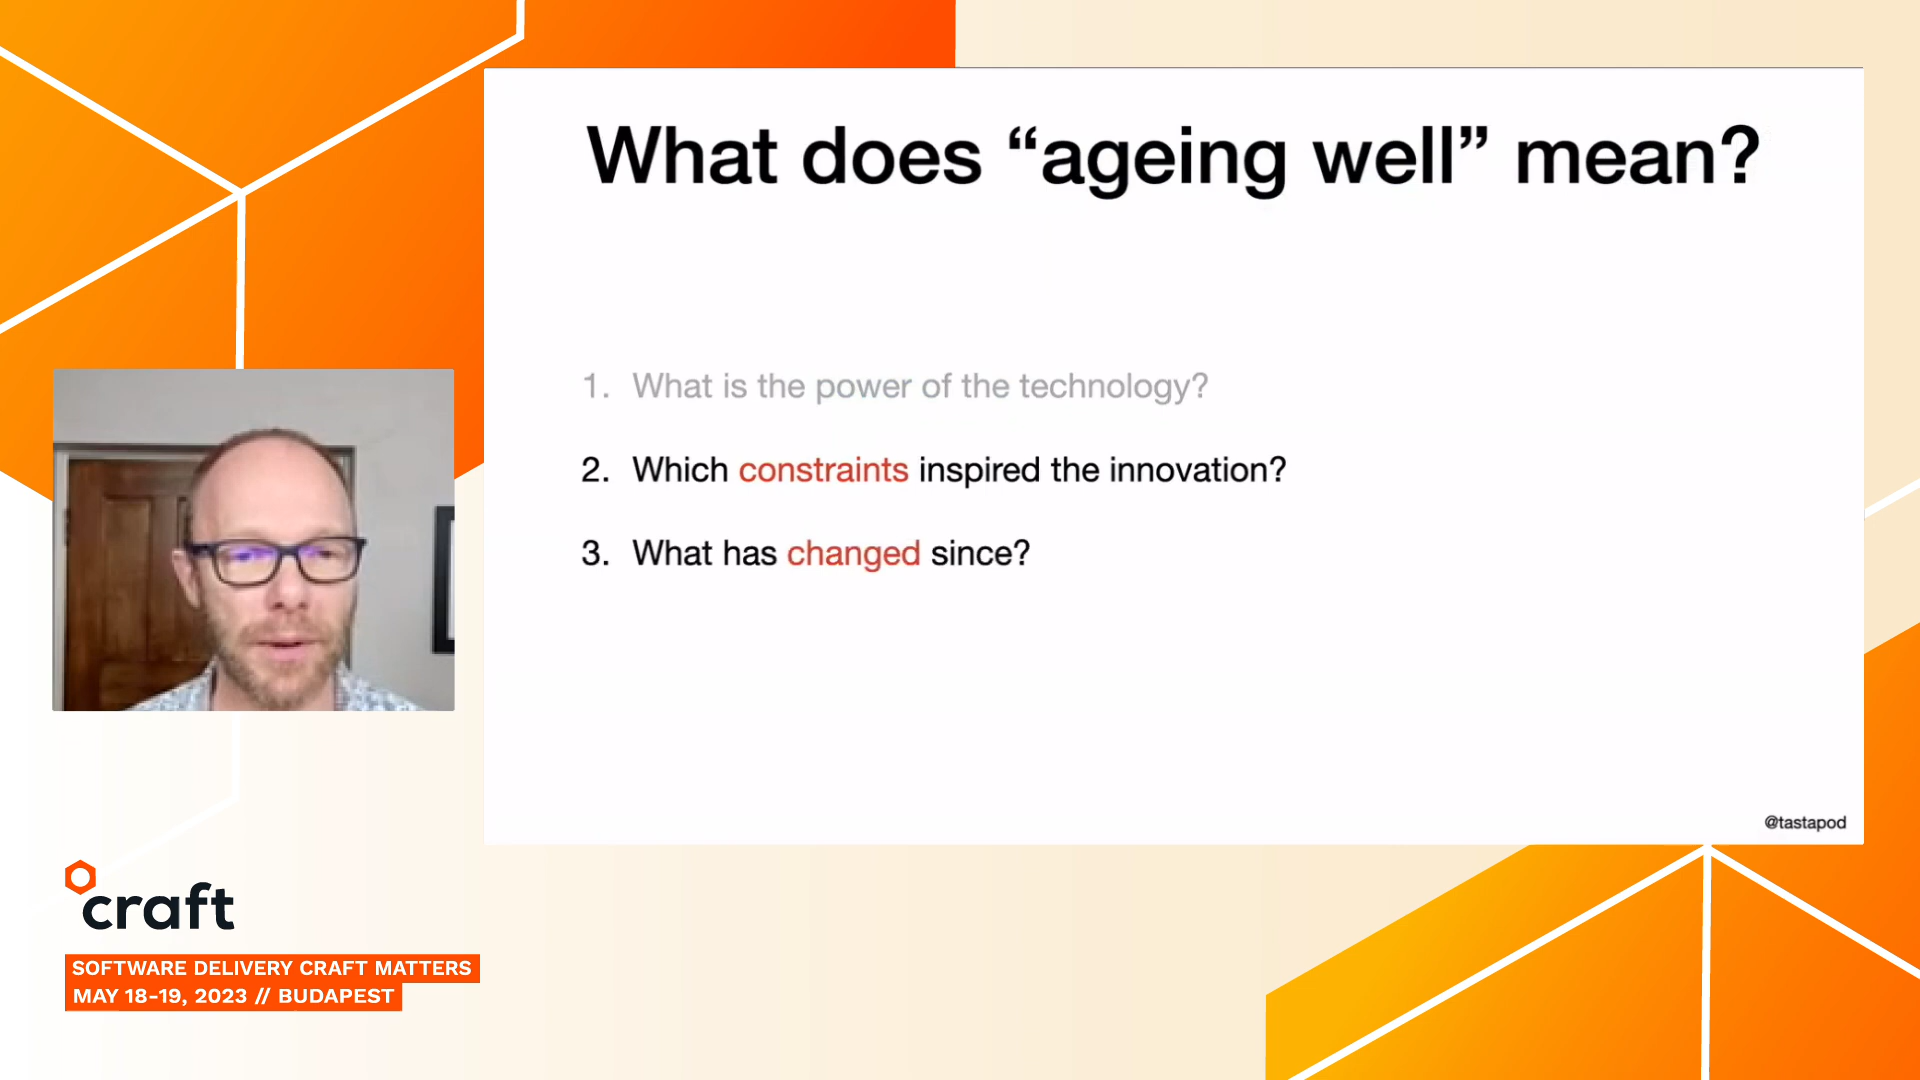 What does “ageing well” mean?
1. What is the power of the technology?
2. Which constraints inspired the innovation?
3. What has changed since?
@tastapod
craft
SOFTWARE DELIVERY CRAFT MATTERS
MAY 18-19, 2023 // BUDAPEST